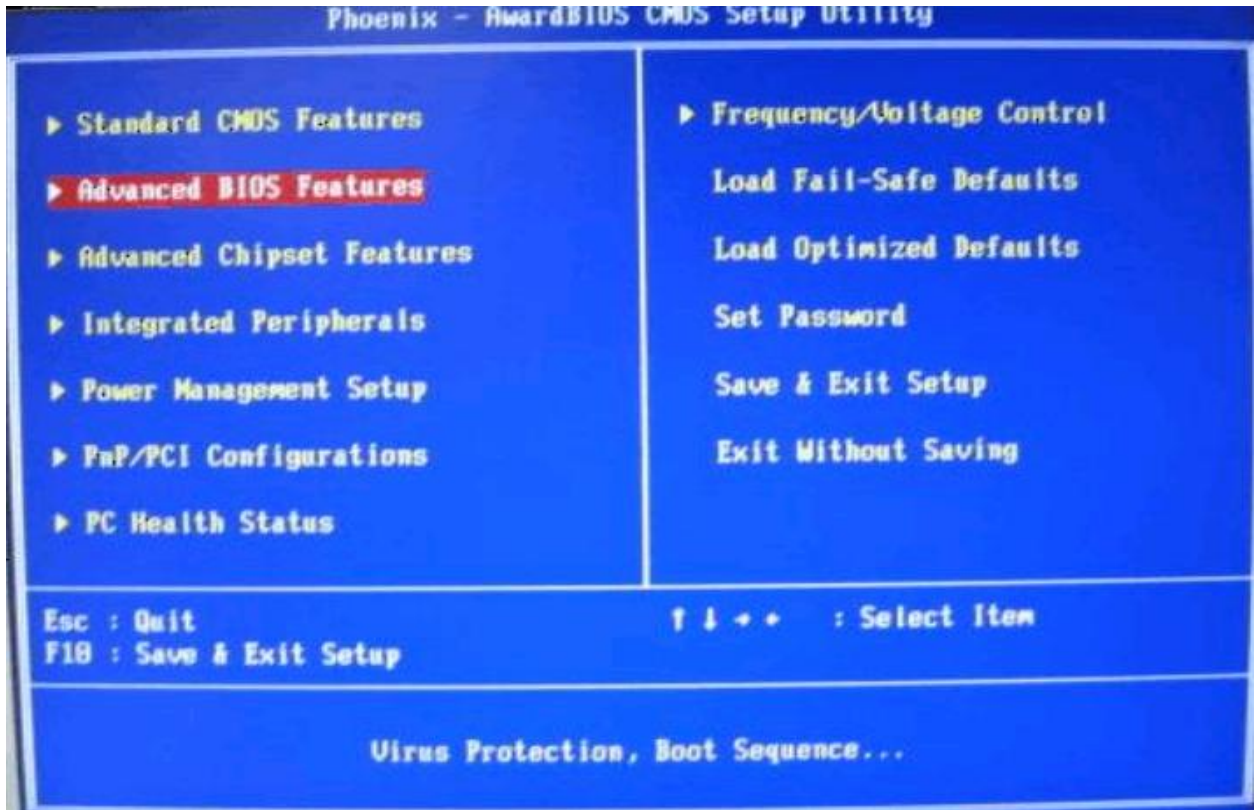 Phoenix - AwardBIOS CMOS Setup Utility
▶ Standard CMOS Features
▶ Advanced BIOS Features
▶ Advanced Chipset Features
▶ Integrated Peripherals
▶ Power Management Setup
▶ PnP/PCI Configurations
▶ PC Health Status
▶ Frequency/Voltage Control
Load Fail-Safe Defaults
Load Optimized Defaults
Set Password
Save & Exit Setup
Exit Without Saving
Esc : Quit
F10 : Save & Exit Setup
↑ ↓ → ← : Select Item
Virus Protection, Boot Sequence...